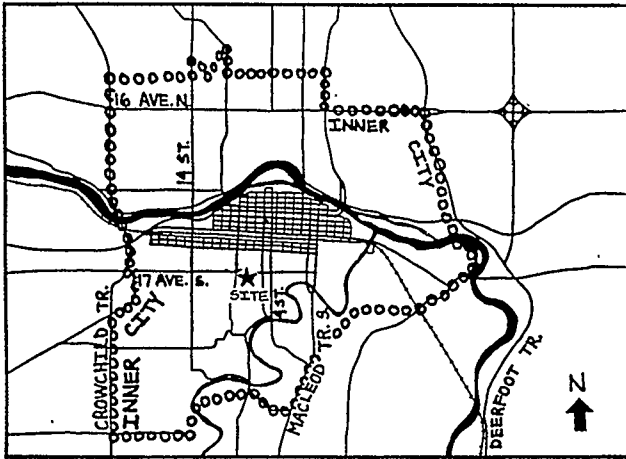 16 AVE. N.
INNER
CITY
14 ST.
17 AVE. S.
SITE
4 ST.
CROWCHILD TR.
INNER
CITY
MACLEOD TR. S.
DEERFOOT TR.
N